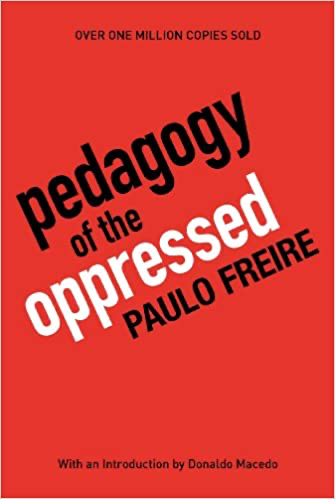 OVER ONE MILLION COPIES SOLD
pedagogy
of the
oppressed
PAULO FREIRE
With an Introduction by Donaldo Macedo